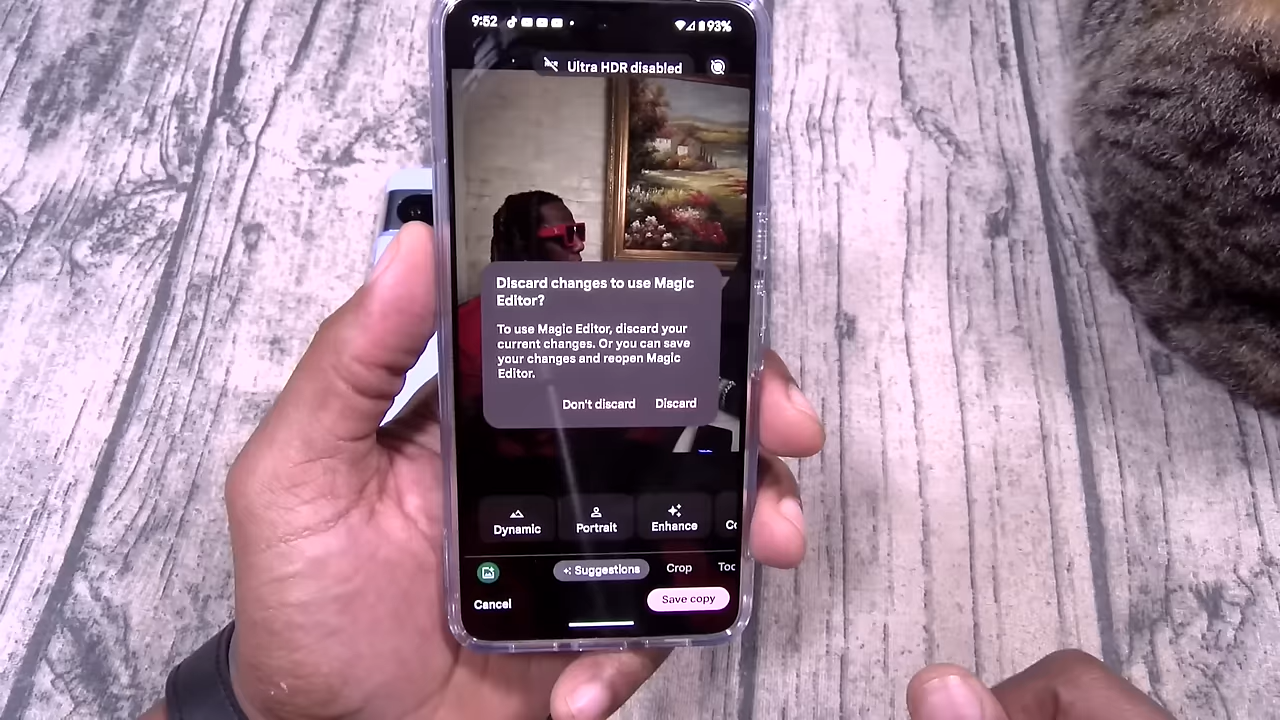 9:52
93%
Ultra HDR disabled
Discard changes to use Magic
Editor?
To use Magic Editor, discard your
current changes. Or you can save
your changes and reopen Magic
Editor.
Don't discard Discard
Dynamic Portrait Enhance Co
Suggestions Crop Too
Cancel Save copy